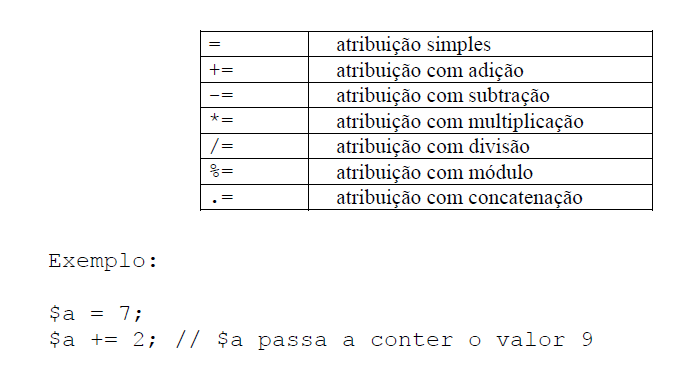 = atribuição simples
+= atribuição com adição
-= atribuição com subtração
*= atribuição com multiplicação
/= atribuição com divisão
%= atribuição com módulo
.= atribuição com concatenação
Exemplo:
$a = 7;
$a += 2; // $a passa a conter o valor 9